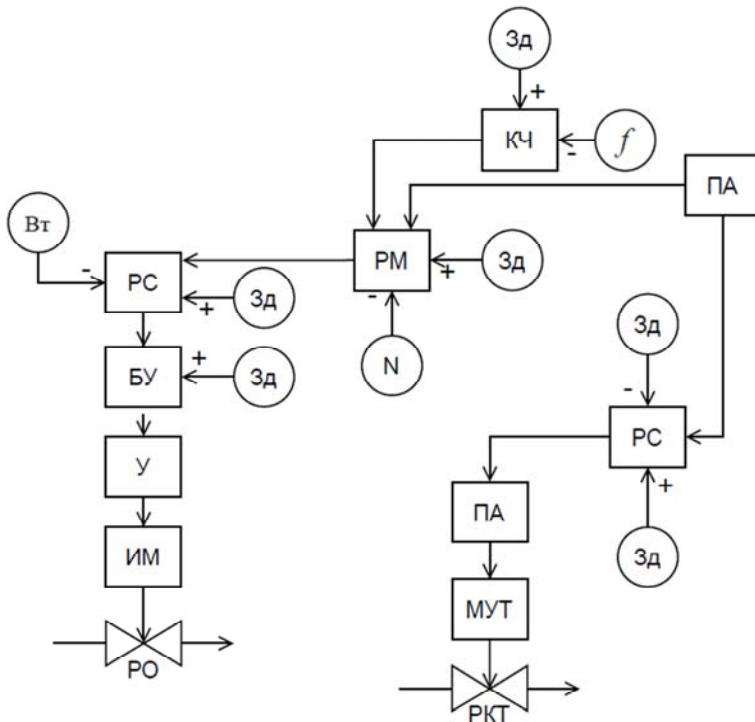 Зд
+
КЧ
-
f
ПА
Вт
-
РС
+
Зд
РМ
+
Зд
-
N
Зд
-
РС
+
Зд
БУ
+
Зд
У
ПА
ИМ
МУТ
РО
РКТ